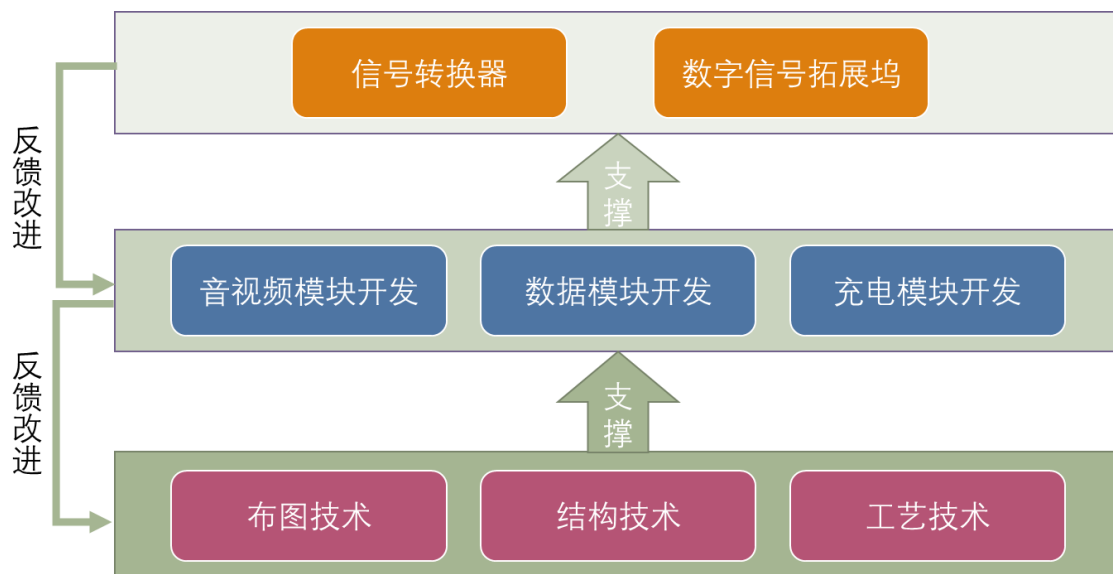 信号转换器
数字信号拓展坞
反馈改进
支撑
音视频模块开发
数据模块开发
充电模块开发
反馈改进
支撑
布图技术
结构技术
工艺技术